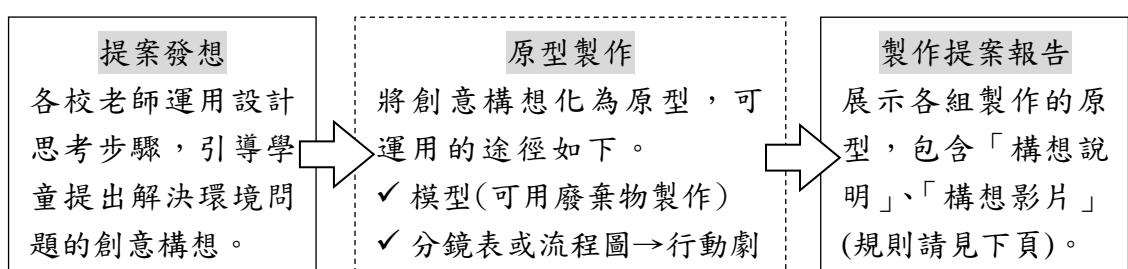 提案發想
各校老師運用設計
思考步驟，引導學
童提出解決環境問
題的創意構想。
原型製作
將創意構想化為原型，可
運用的途徑如下。
✓ 模型(可用廢棄物製作)
✓ 分鏡表或流程圖→行動劇
製作提案報告
展示各組製作的原
型，包含「構想說
明」、「構想影片」
(規則請見下頁)。